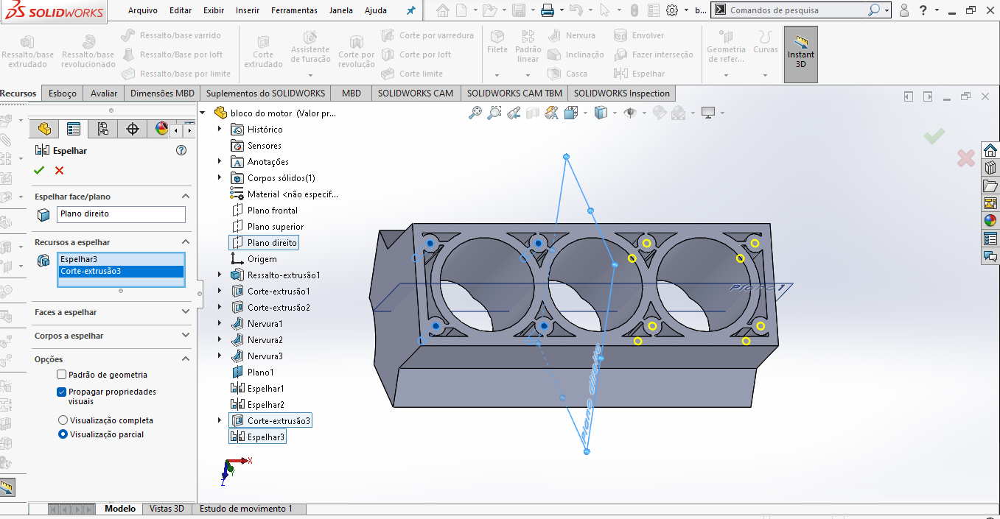 SOLIDWORKS
Arquivo Editar Exibir Inserir Ferramentas Janela Ajuda
b...
Comandos de pesquisa
Ressalto/base extrudado
Ressalto/base revolucionado
Ressalto/base varrido
Ressalto/Base por loft
Ressalto/base por limite
Corte extrudado
Assistente de furação
Corte por revolução
Corte por varredura
Corte por loft
Corte limite
Filete
Padrão linear
Nervura
Inclinação
Casca
Envolver
Fazer interseção
Espelhar
Geometria de refer...
Curvas
Instant 3D
Recursos Esboço Avaliar Dimensões MBD Suplementos do SOLIDWORKS MBD SOLIDWORKS CAM SOLIDWORKS CAM TBM SOLIDWORKS Inspection
Espelhar
Espelhar face/plano
Plano direito
Recursos a espelhar
Espelhar3
Corte-extrusão3
Faces a espelhar
Corpos a espelhar
Opções
Padrão de geometria
Propagar propriedades
visuais
Visualização completa
Visualização parcial
bloco do motor (Valor pr...
Histórico
Sensores
Anotações
Corpos sólidos(1)
Material <não especif...
Plano frontal
Plano superior
Plano direito
Origem
Ressalto-extrusão1
Corte-extrusão1
Corte-extrusão2
Nervura1
Nervura2
Nervura3
Plano1
Espelhar1
Espelhar2
Corte-extrusão3
Espelhar3
Plano1
Plano direito
X
Y
Z
Modelo Vistas 3D Estudo de movimento 1